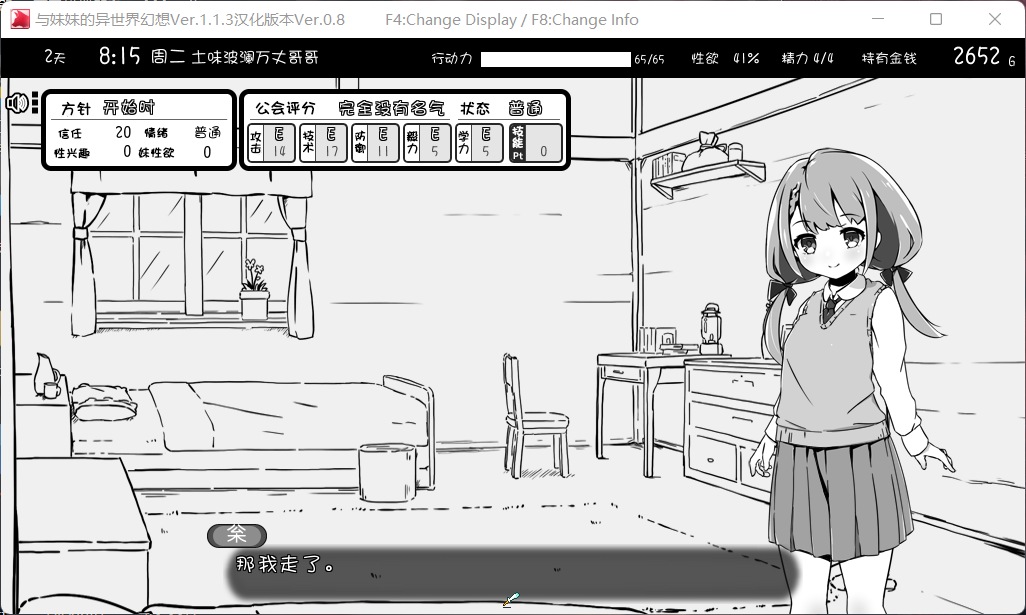 与妹妹的异世界幻想Ver.1.1.3汉化版本Ver.0.8 F4:Change Display / F8:Change Info
2天 8:15 周二 土味波澜万丈哥哥 行动力 65/65 性欲 41% 精力 4/4 持有金钱 2652 G
方针 开始时
信任 20 情绪 普通
性兴趣 0 妹性欲 0
公会评分 完全没有名气 状态 普通
攻击 E 14 技术 E 17 防御 E 11 魅力 E 5 学力 E 5 技能Pt 0
籴
那我走了。